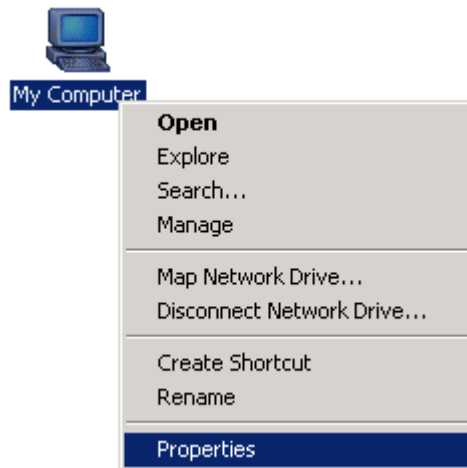 My Computer
Open
Explore
Search...
Manage
Map Network Drive...
Disconnect Network Drive...
Create Shortcut
Rename
Properties